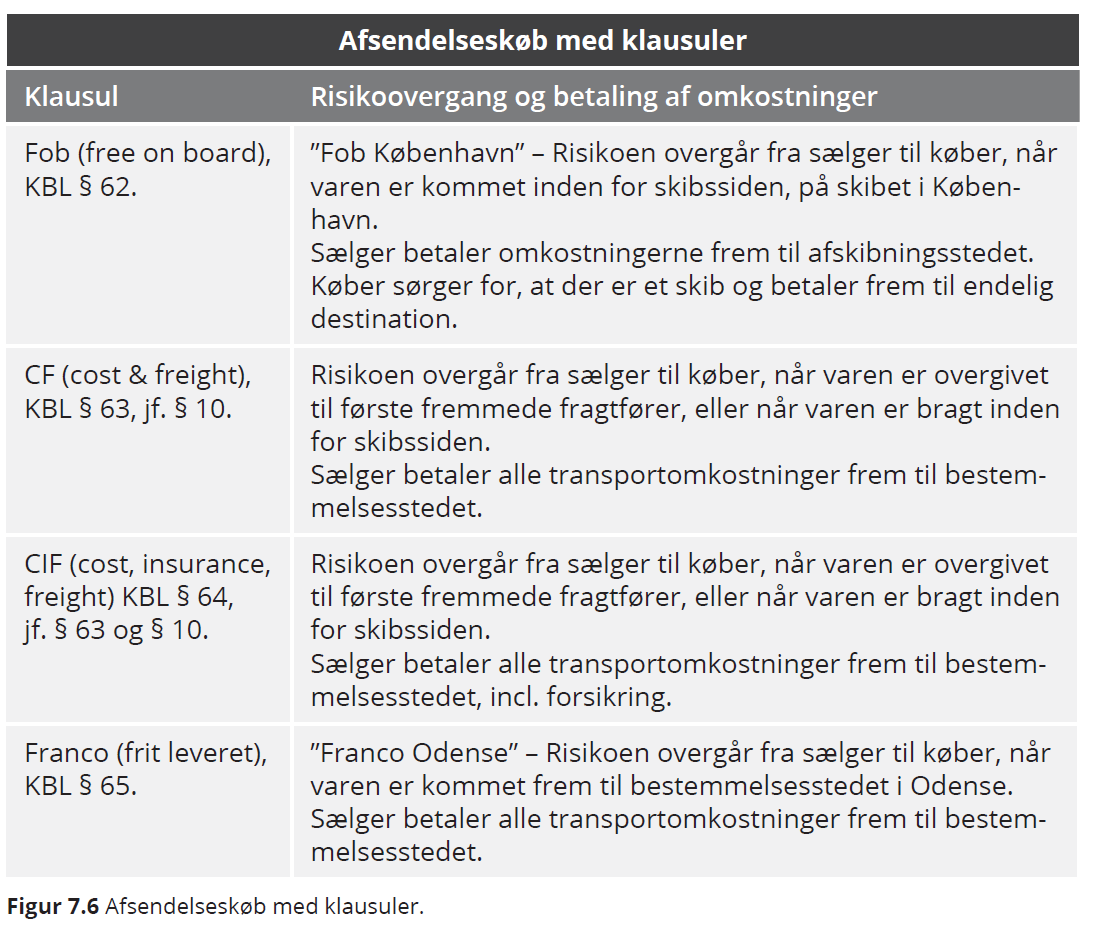 Afsendelseskøb med klausuler
Klausul
Risikoovergang og betaling af omkostninger
Fob (free on board),
KBL § 62.
”Fob København” – Risikoen overgår fra sælger til køber, når
varen er kommet inden for skibssiden, på skibet i Køben-
havn.
Sælger betaler omkostningerne frem til afskibningsstedet.
Køber sørger for, at der er et skib og betaler frem til endelig
destination.
CF (cost & freight),
KBL § 63, jf. § 10.
Risikoen overgår fra sælger til køber, når varen er overgivet
til første fremmede fragtfører, eller når varen er bragt inden
for skibssiden.
Sælger betaler alle transportomkostninger frem til bestem-
melsesstedet.
CIF (cost, insurance,
freight) KBL § 64,
jf. § 63 og § 10.
Risikoen overgår fra sælger til køber, når varen er overgivet
til første fremmede fragtfører, eller når varen er bragt inden
for skibssiden.
Sælger betaler alle transportomkostninger frem til bestem-
melsesstedet, incl. forsikring.
Franco (frit leveret),
KBL § 65.
”Franco Odense” – Risikoen overgår fra sælger til køber, når
varen er kommet frem til bestemmelsesstedet i Odense.
Sælger betaler alle transportomkostninger frem til bestem-
melsesstedet.
Figur 7.6 Afsendelseskøb med klausuler.